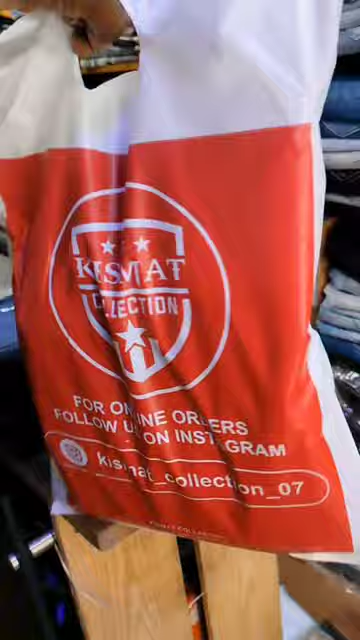 KISMAT
COLLECTION
FOR ONLINE ORDERS
FOLLOW US ON INSTAGRAM
kismat_collection_07